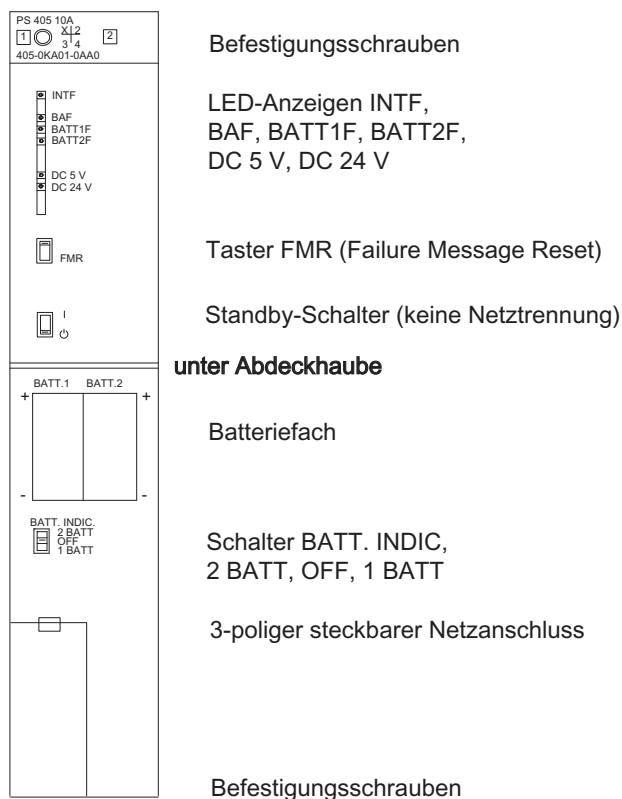 PS 405 10A
1 X 2 3 4 2
405-0KA01-0AA0
Befestigungsschrauben
INTF
BAF
BATT1F
BATT2F
DC 5 V
DC 24 V
LED-Anzeigen INTF,
BAF, BATT1F, BATT2F,
DC 5 V, DC 24 V
FMR
Taster FMR (Failure Message Reset)
I
Standby-Schalter (keine Netztrennung)
unter Abdeckhaube
BATT.1 BATT.2
+ +
Batteriefach
- -
BATT. INDIC.
2 BATT
OFF
1 BATT
Schalter BATT. INDIC,
2 BATT, OFF, 1 BATT
3-poliger steckbarer Netzanschluss
Befestigungsschrauben